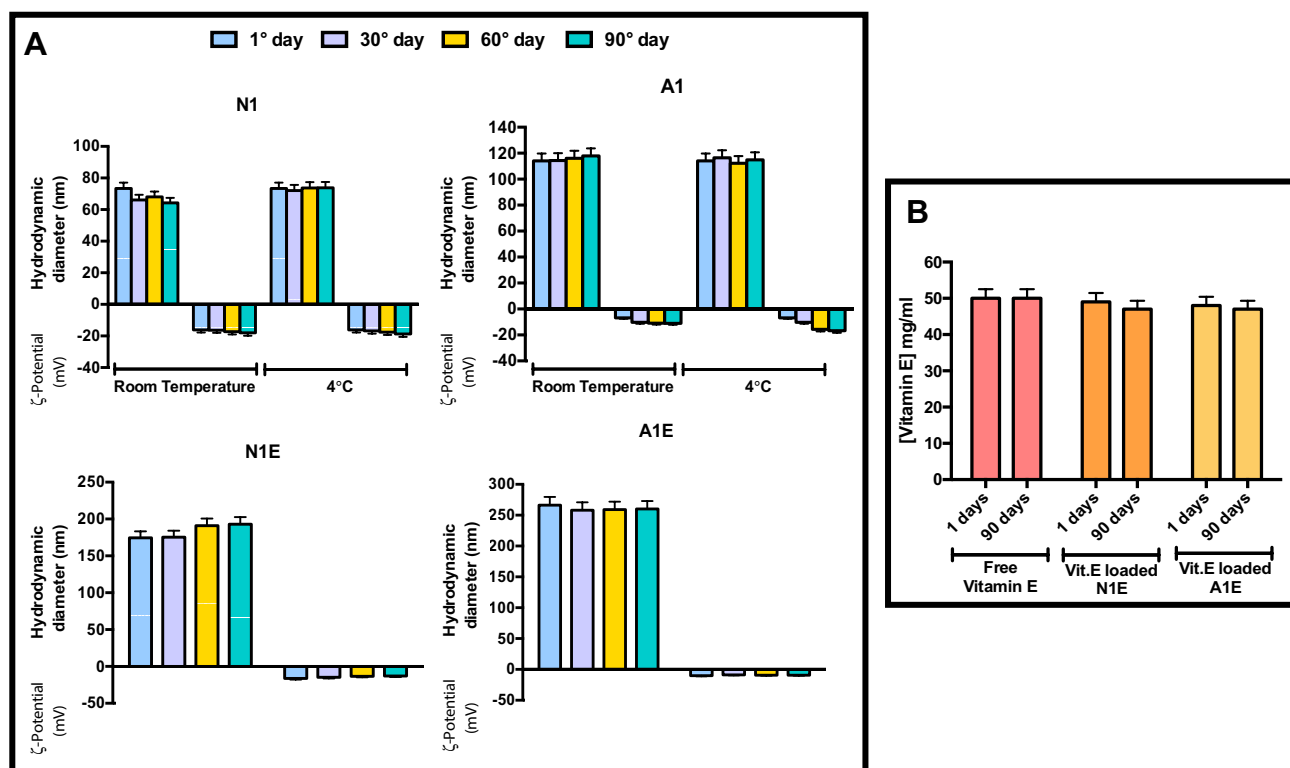 A
1° day 30° day 60° day 90° day
N1
Hydrodynamic
diameter (nm)
ζ-Potential
(mV)
100
80
60
40
20
0
-20
-40
Room Temperature 4°C
A1
Hydrodynamic
diameter (nm)
ζ-Potential
(mV)
140
120
100
80
60
40
20
0
-20
-40
Room Temperature 4°C
N1E
Hydrodynamic
diameter (nm)
ζ-Potential
(mV)
250
200
150
100
50
0
-50
A1E
Hydrodynamic
diameter (nm)
ζ-Potential
(mV)
300
250
200
150
100
50
0
-50
B
[Vitamin E] mg/ml
60
50
40
30
20
10
0
1 days 90 days 1 days 90 days 1 days 90 days
Free
Vitamin E
Vit.E loaded
N1E
Vit.E loaded
A1E